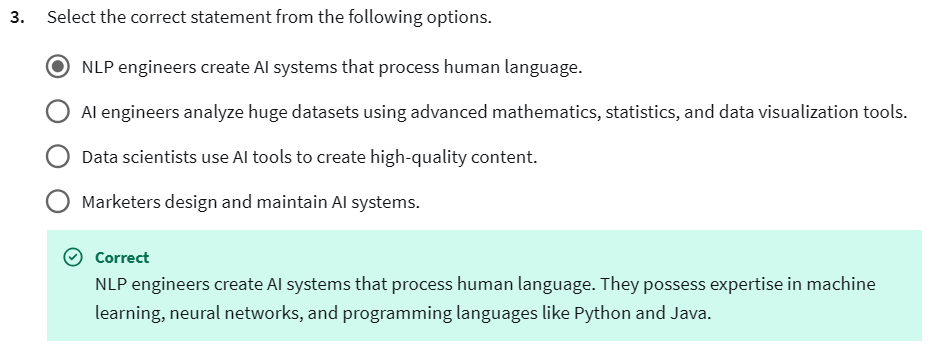 3. Select the correct statement from the following options.
NLP engineers create AI systems that process human language.
AI engineers analyze huge datasets using advanced mathematics, statistics, and data visualization tools.
Data scientists use AI tools to create high-quality content.
Marketers design and maintain AI systems.
Correct
NLP engineers create AI systems that process human language. They possess expertise in machine
learning, neural networks, and programming languages like Python and Java.